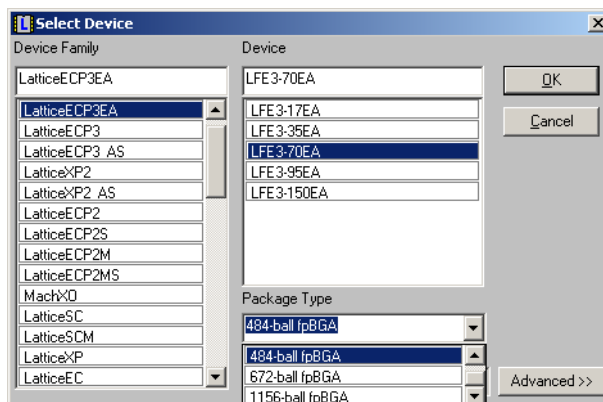 Select Device
Device Family
LatticeECP3EA
LatticeECP3EA
LatticeECP3
LatticeECP3 AS
LatticeXP2
LatticeXP2 AS
LatticeECP2
LatticeECP2S
LatticeECP2M
LatticeECP2MS
MachXO
LatticeSC
LatticeSCM
LatticeXP
LatticeEC
Device
LFE3-70EA
LFE3-17EA
LFE3-35EA
LFE3-70EA
LFE3-95EA
LFE3-150EA
Package Type
484-ball fpBGA
484-ball fpBGA
672-ball fpBGA
1156-ball fpBGA
OK
Cancel
Advanced >>